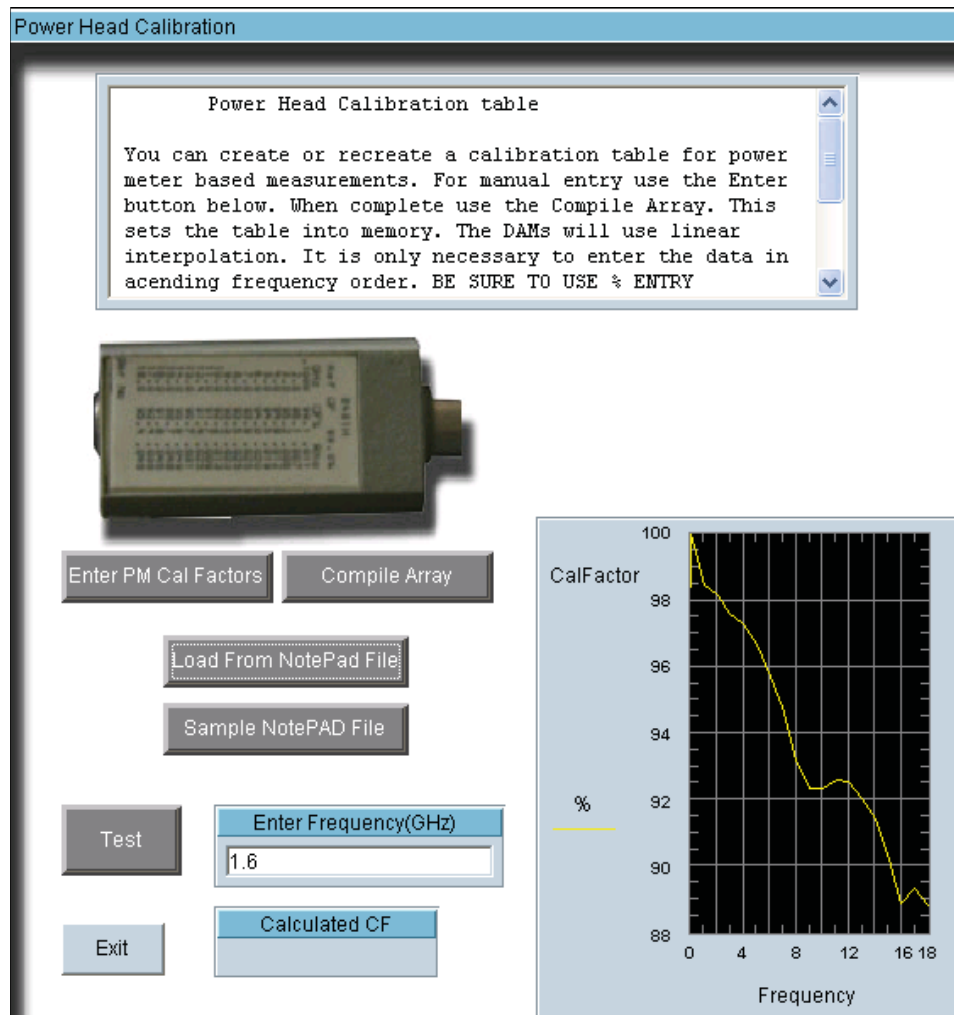 Power Head Calibration
Power Head Calibration table
You can create or recreate a calibration table for power
meter based measurements. For manual entry use the Enter
button below. When complete use the Compile Array. This
sets the table into memory. The DAMs will use linear
interpolation. It is only necessary to enter the data in
acending frequency order. BE SURE TO USE % ENTRY
Enter PM Cal Factors
Compile Array
Load From NotePad File
Sample NotePAD File
Test
Enter Frequency(GHz)
1.6
Exit
Calculated CF
CalFactor
%
100
98
96
94
92
90
88
0 4 8 12 16 18
Frequency